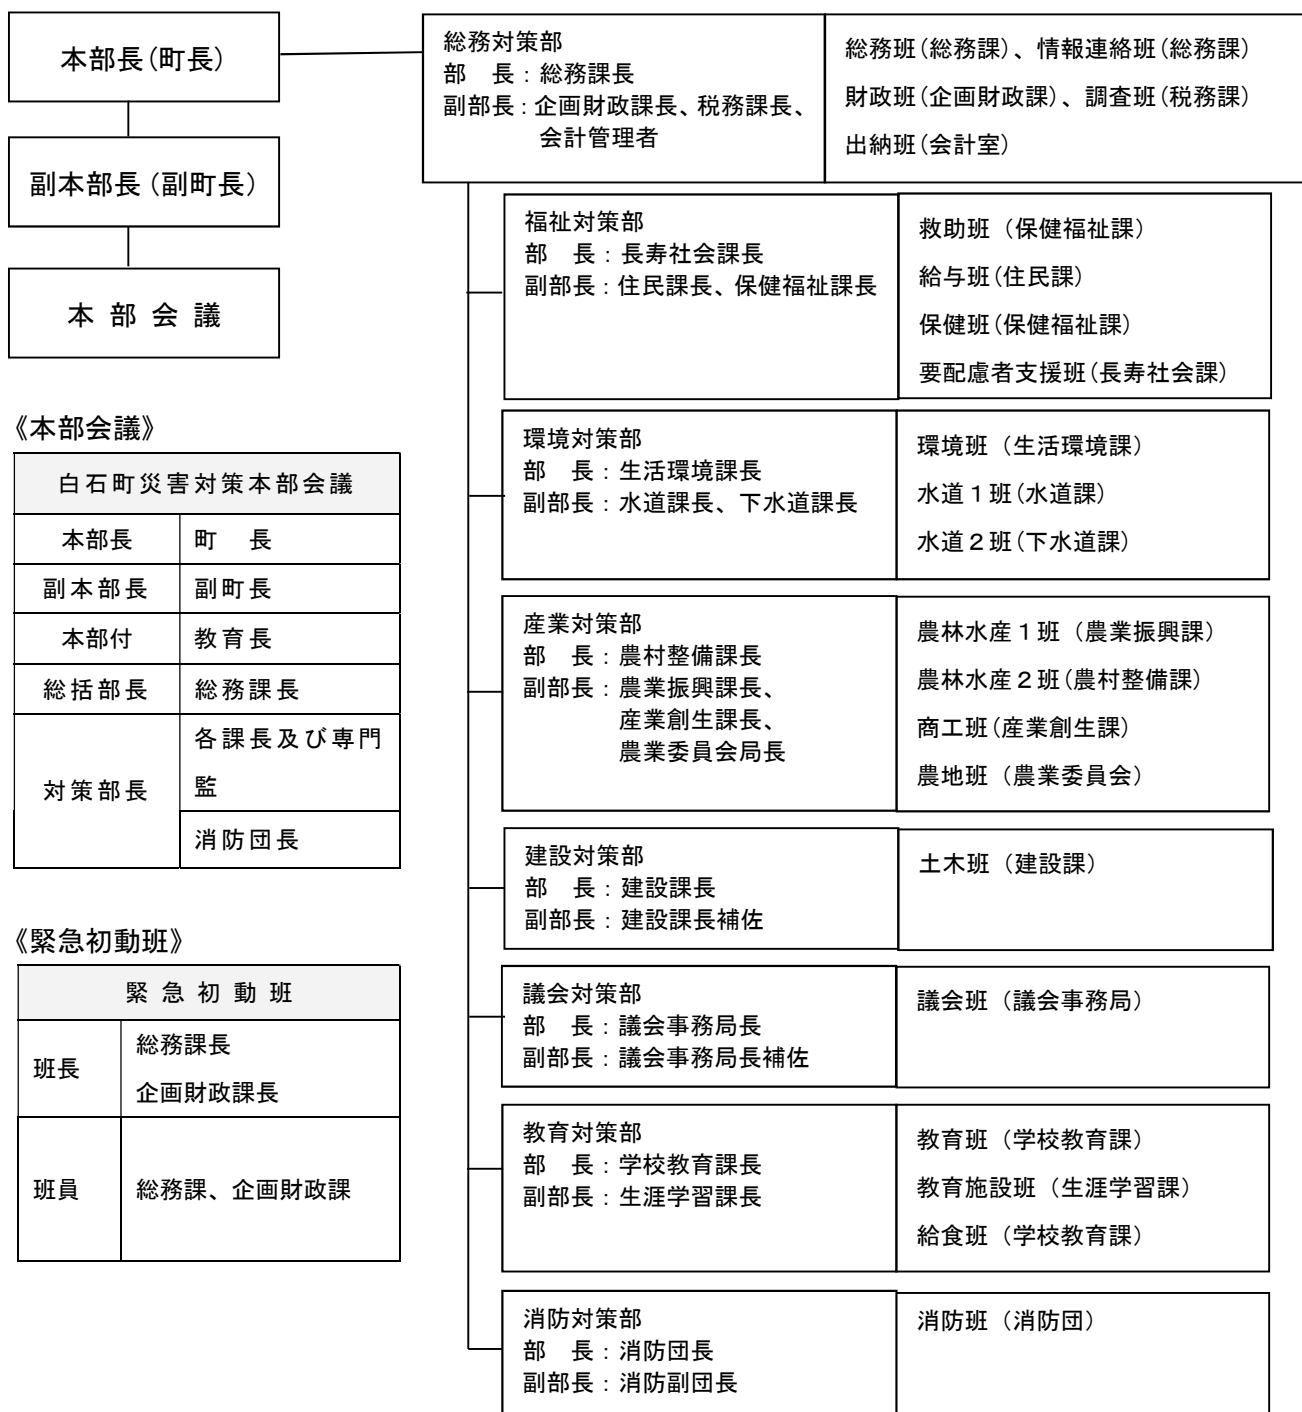 本部長(町長)
副本部長(副町長)
本 部 会 議
《本部会議》
白石町災害対策本部会議
本部長 町　長
副本部長 副町長
本部付 教育長
総括部長 総務課長
対策部長 各課長及び専門
監
消防団長
《緊急初動班》
緊 急 初 動 班
班長 総務課長
企画財政課長
班員 総務課、企画財政課
総務対策部
部　長：総務課長
副部長：企画財政課長、税務課長、
会計管理者
総務班(総務課)、情報連絡班(総務課)
財政班(企画財政課)、調査班(税務課)
出納班(会計室)
福祉対策部
部　長：長寿社会課長
副部長：住民課長、保健福祉課長
救助班（保健福祉課）
給与班(住民課)
保健班(保健福祉課)
要配慮者支援班(長寿社会課)
環境対策部
部　長：生活環境課長
副部長：水道課長、下水道課長
環境班（生活環境課）
水道１班(水道課)
水道２班(下水道課)
産業対策部
部　長：農村整備課長
副部長：農業振興課長、
産業創生課長、
農業委員会局長
農林水産１班（農業振興課）
農林水産２班(農村整備課)
商工班(産業創生課)
農地班（農業委員会）
建設対策部
部　長：建設課長
副部長：建設課長補佐
土木班（建設課）
議会対策部
部　長：議会事務局長
副部長：議会事務局長補佐
議会班（議会事務局）
教育対策部
部　長：学校教育課長
副部長：生涯学習課長
教育班（学校教育課）
教育施設班（生涯学習課）
給食班（学校教育課）
消防対策部
部　長：消防団長
副部長：消防副団長
消防班（消防団）